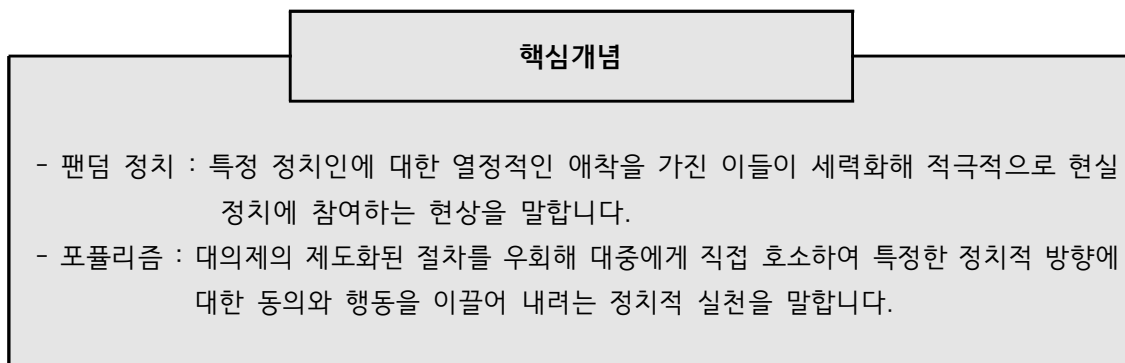 핵심개념
- 팬덤 정치 : 특정 정치인에 대한 열정적인 애착을 가진 이들이 세력화해 적극적으로 현실
정치에 참여하는 현상을 말합니다.
- 포퓰리즘 : 대의제의 제도화된 절차를 우회해 대중에게 직접 호소하여 특정한 정치적 방향에
대한 동의와 행동을 이끌어 내려는 정치적 실천을 말합니다.